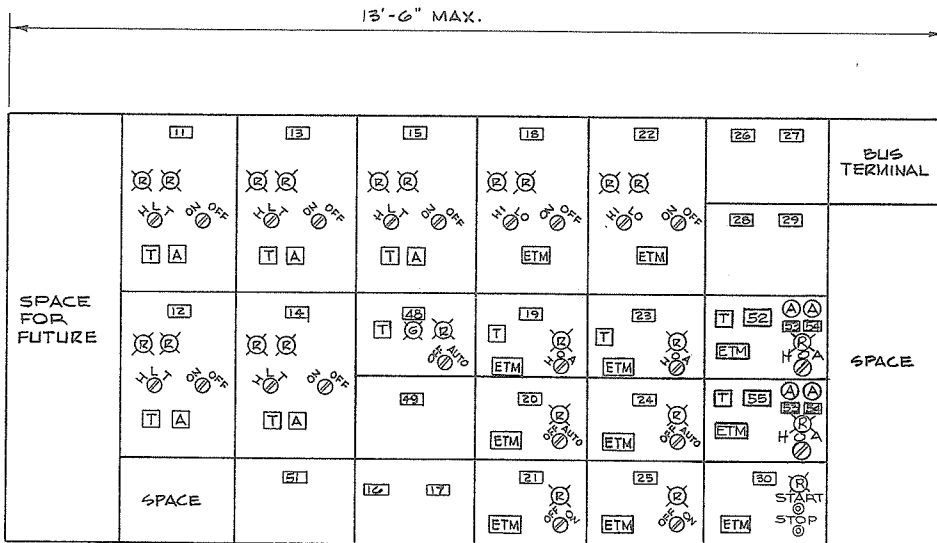 13'-6" MAX.
11 13 15 18 22 26 27
BUS
TERMINAL
R R R R R R R R R R
H L T ON OFF H L T ON OFF H L T ON OFF HI LO ON OFF HI LO ON OFF
28 29
T A T A T A ETM ETM
SPACE
FOR
FUTURE
12 14 48 19 23 A A
T 52
53 54
R R R R T G R T R T R R
H L T ON OFF H L T ON OFF OFF AUTO ETM H O A ETM H O A ETM H O A
SPACE
T A T A 49 20 24 T 55 A A
53 54
R R R
ETM OFF AUTO ETM OFF AUTO ETM H O A
SPACE
51 16 17 21 25 30 R
R R START
ETM OFF ON ETM OFF ON ETM STOP